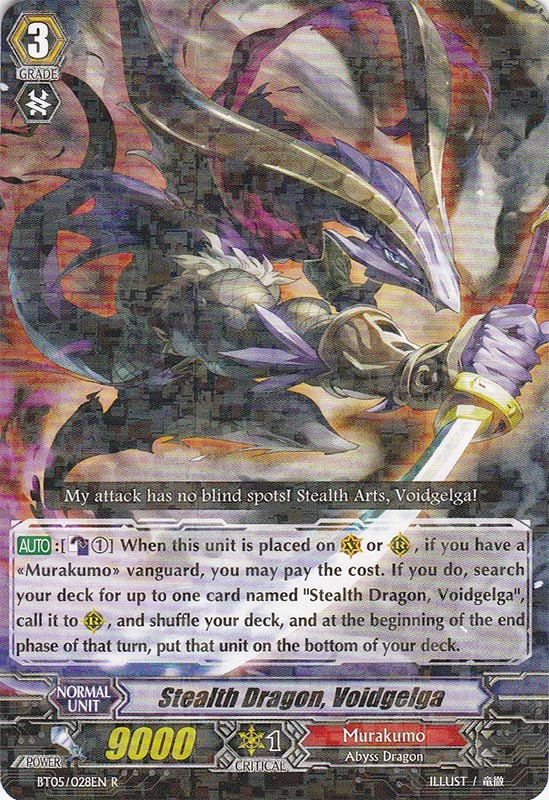 3
GRADE
My attack has no blind spots! Stealth Arts, Voidgelga!
AUTO:[①] When this unit is placed on V or R, if you have a
«Murakumo» vanguard, you may pay the cost. If you do, search
your deck for up to one card named "Stealth Dragon, Voidgelga",
call it to R, and shuffle your deck, and at the beginning of the end
phase of that turn, put that unit on the bottom of your deck.
NORMAL
UNIT
Stealth Dragon, Voidgelga
POWER
9000
1
CRITICAL
Murakumo
Abyss Dragon
BT05/028EN R
ILLUST / 竜徹